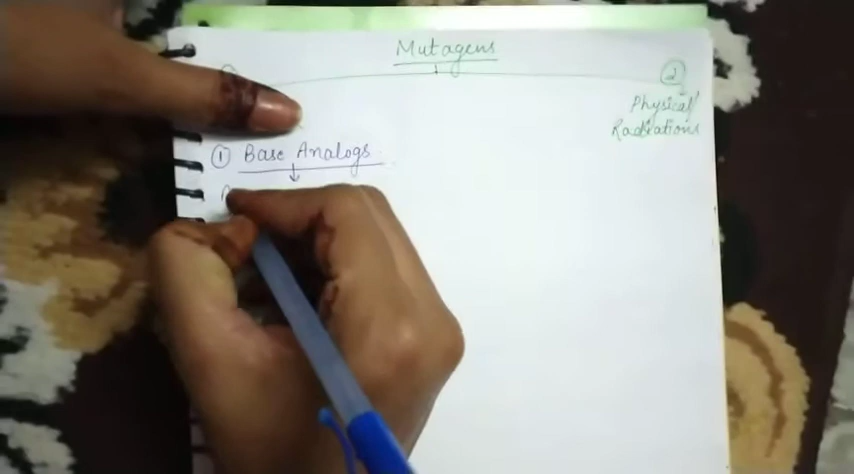 Mutagens
②
Physical
Radiations
① Base Analogs